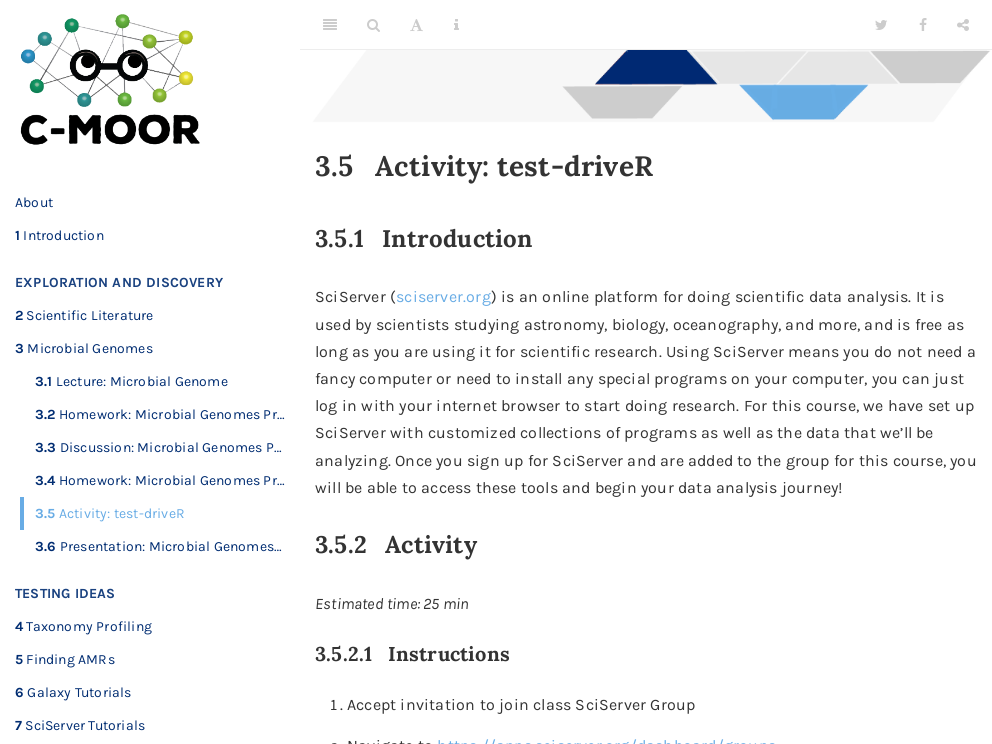 C-MOOR
About
1 Introduction
EXPLORATION AND DISCOVERY
2 Scientific Literature
3 Microbial Genomes
3.1 Lecture: Microbial Genome
3.2 Homework: Microbial Genomes Pr...
3.3 Discussion: Microbial Genomes P...
3.4 Homework: Microbial Genomes Pr...
3.5 Activity: test-driveR
3.6 Presentation: Microbial Genomes...
TESTING IDEAS
4 Taxonomy Profiling
5 Finding AMRs
6 Galaxy Tutorials
7 SciServer Tutorials
3.5 Activity: test-driveR
3.5.1 Introduction
SciServer (sciserver.org) is an online platform for doing scientific data analysis. It is
used by scientists studying astronomy, biology, oceanography, and more, and is free as
long as you are using it for scientific research. Using SciServer means you do not need a
fancy computer or need to install any special programs on your computer, you can just
log in with your internet browser to start doing research. For this course, we have set up
SciServer with customized collections of programs as well as the data that we'll be
analyzing. Once you sign up for SciServer and are added to the group for this course, you
will be able to access these tools and begin your data analysis journey!
3.5.2 Activity
Estimated time: 25 min
3.5.2.1 Instructions
1. Accept invitation to join class SciServer Group
2. Navigate to https://apps.sciserver.org/dashboard/groups